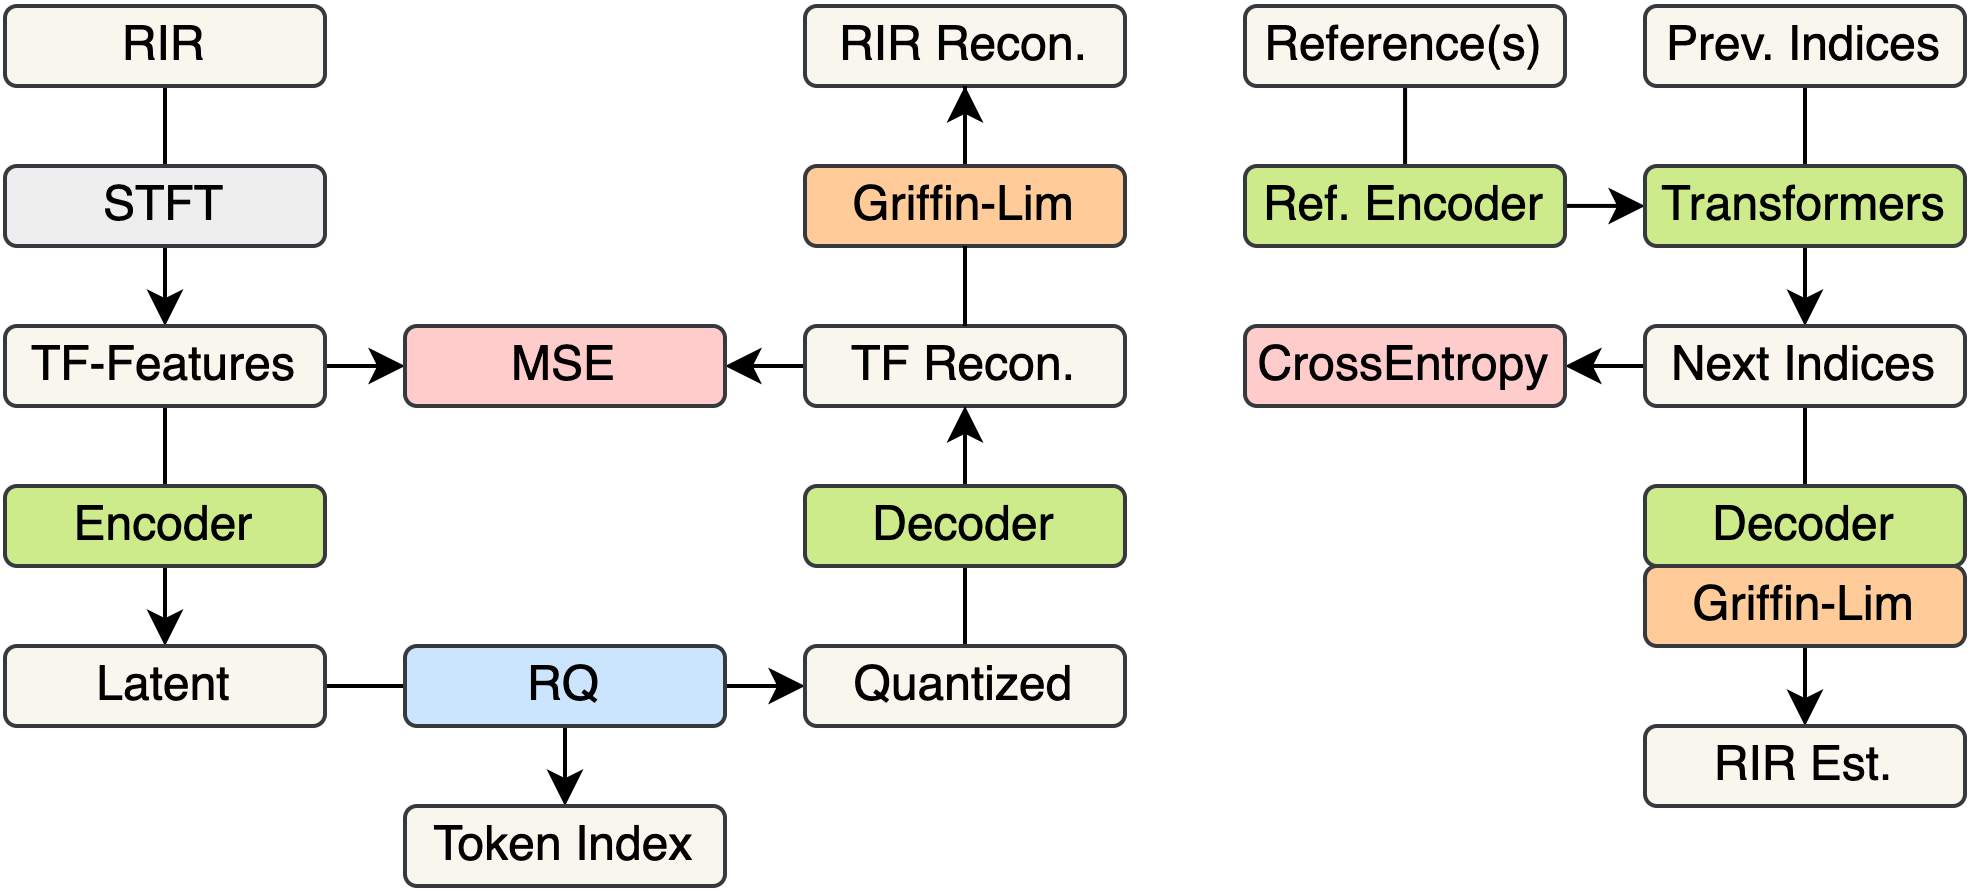 RIR
STFT
TF-Features
Encoder
Latent
MSE
RQ
Token Index
RIR Recon.
Griffin-Lim
TF Recon.
Decoder
Quantized
Reference(s)
Ref. Encoder
CrossEntropy
Prev. Indices
Transformers
Next Indices
Decoder
Griffin-Lim
RIR Est.